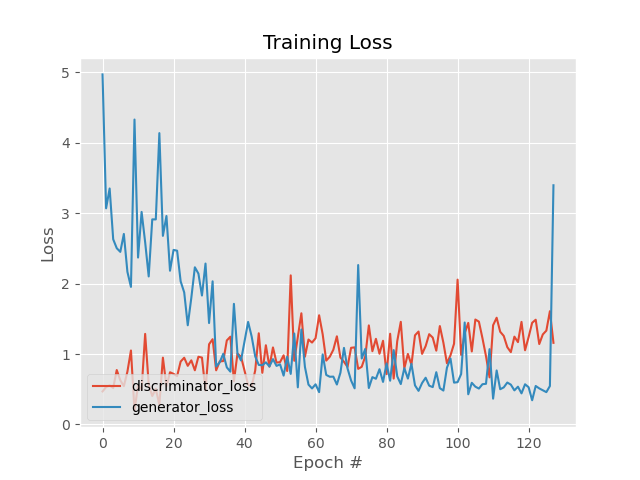 Training Loss
5
4
3
2
1
0
Loss
discriminator_loss
generator_loss
0 20 40 60 80 100 120
Epoch #